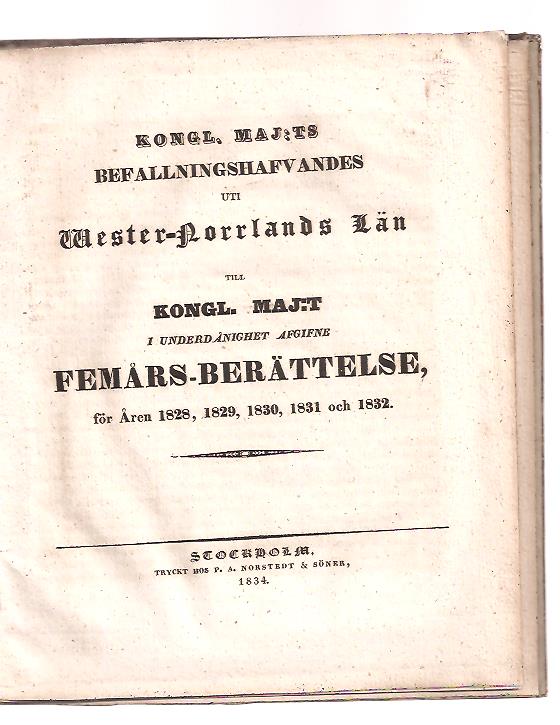 KONGL. MAJ:TS
BEFALLNINGSHAFVANDES
UTI
Wester-Norrlands Län
TILL
KONGL. MAJ:T
I UNDERDÅNIGHET AFGIFNE
FEMÅRS-BERÄTTELSE,
för Åren 1828, 1829, 1830, 1831 och 1832.
STOCKHOLM,
TRYCKT HOS P. A. NORSTEDT & SÖNER,
1834.